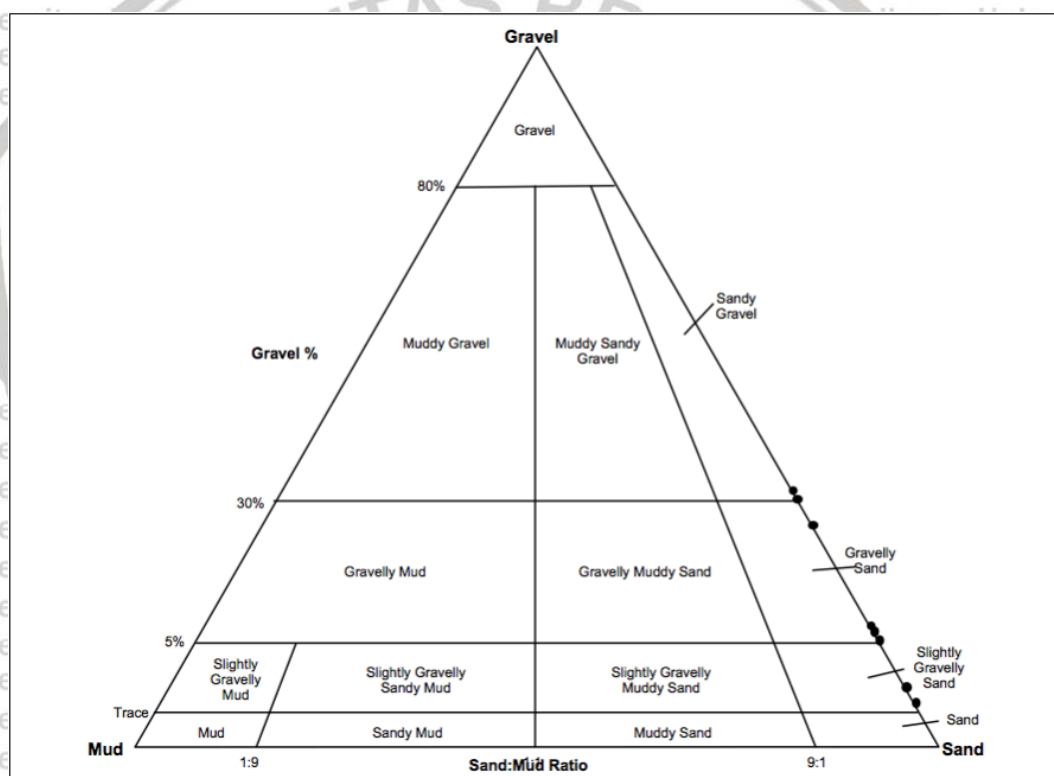 Gravel
Gravel
80%
Sandy
Gravel
Muddy Gravel
Muddy Sandy
Gravel
Gravel %
30%
Gravelly
Sand
Gravelly Mud
Gravelly Muddy Sand
5%
Slightly
Gravelly
Mud
Slightly Gravelly
Sandy Mud
Slightly Gravelly
Muddy Sand
Slightly
Gravelly
Sand
Trace
Mud
Sandy Mud
Muddy Sand
Sand
Mud
Sand
1:9
9:1
Sand:Mud Ratio